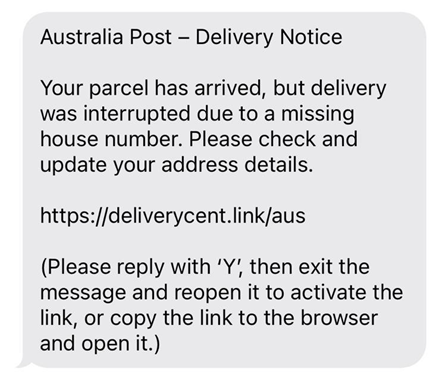 Australia Post – Delivery Notice
Your parcel has arrived, but delivery
was interrupted due to a missing
house number. Please check and
update your address details.
https://deliverycent.link/aus
(Please reply with ‘Y’, then exit the
message and reopen it to activate the
link, or copy the link to the browser
and open it.)